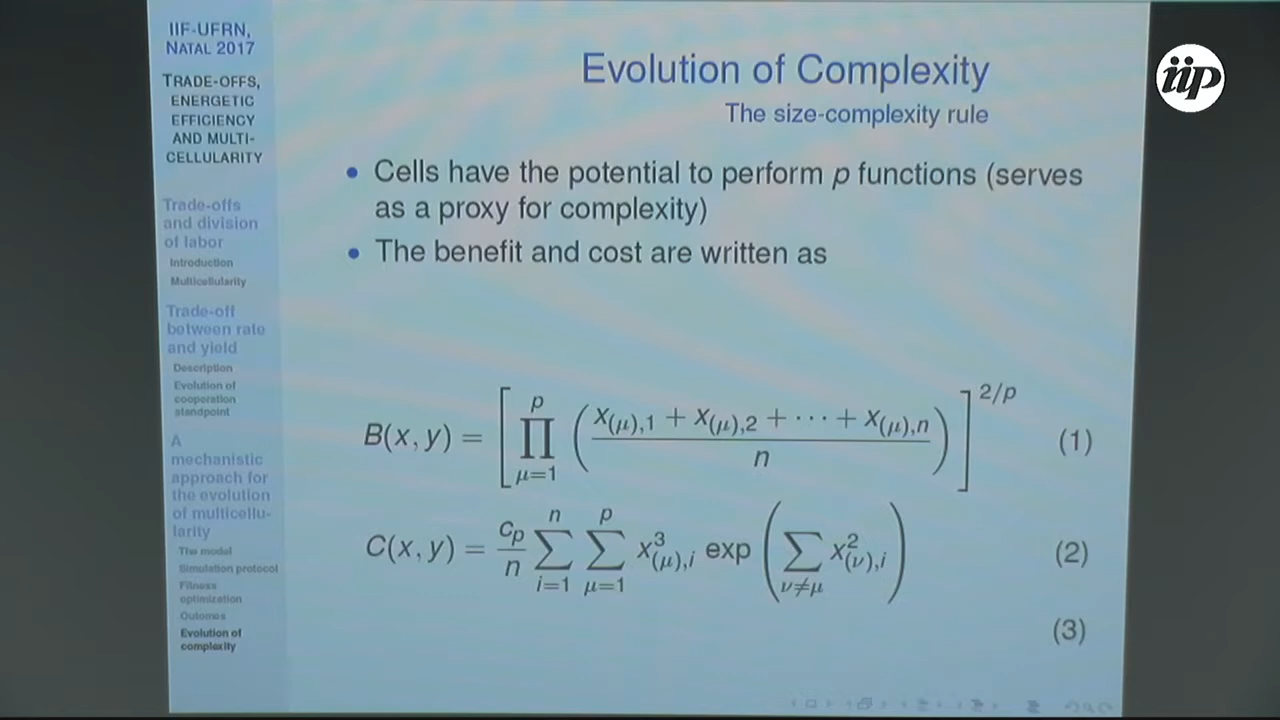 IIF-UFRN,
NATAL 2017
TRADE-OFFS,
ENERGETIC
EFFICIENCY
AND MULTI-
CELLULARITY
Trade-offs
and division
of labor
Introduction
Multicellularity
Trade-off
between rate
and yield
Description
Evolution of
cooperation
standpoint
A
mechanistic
approach for
the evolution
of multicellu-
larity
The model
Simulation protocol
Fitness
optimization
Outcomes
Evolution of
complexity
Evolution of Complexity
The size-complexity rule
• Cells have the potential to perform p functions (serves
as a proxy for complexity)
• The benefit and cost are written as
B(x, y) = [∏_{μ=1}^{p} ((x_{(μ),1} + x_{(μ),2} + ⋯ + x_{(μ),n}) / n)]^{2/p} (1)
C(x, y) = c_p/n ∑_{i=1}^{n} ∑_{μ=1}^{p} x^3_{(μ),i} exp (∑_{ν≠μ} x^2_{(ν),i}) (2)
(3)
iip